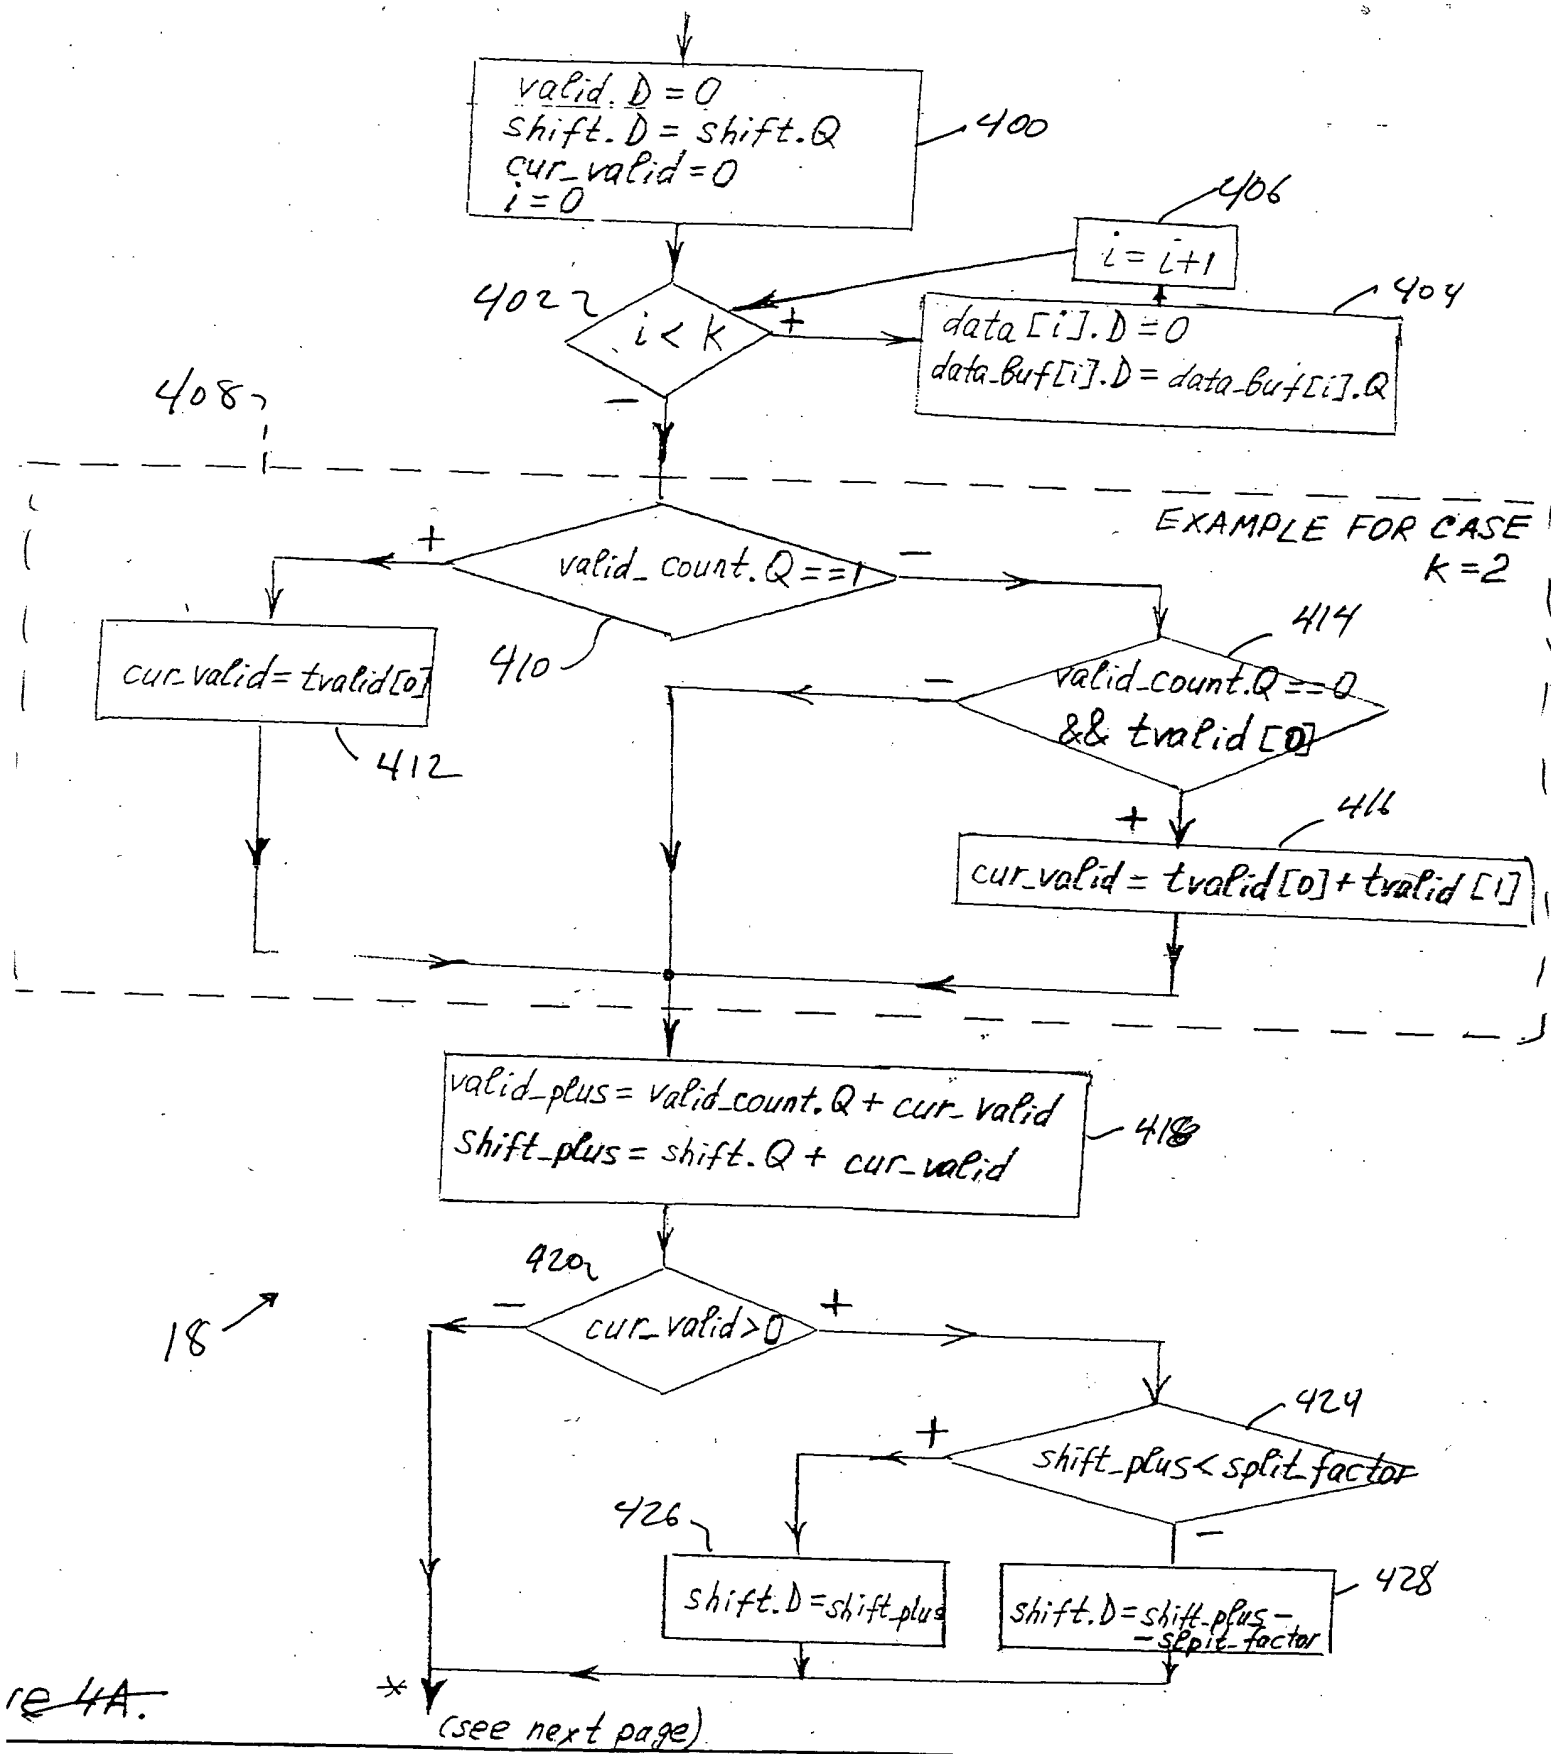 valid.D = 0
shift.D = shift.Q
cur_valid = 0
i = 0
400
406
i = i+1
402
i < k
+
404
data [i].D = 0
data_buf[i].D = data_buf[i].Q
-
408
EXAMPLE FOR CASE
K = 2
+
valid_count.Q == 1
-
410
414
cur_valid = tvalid[0]
412
-
valid_count.Q == 0
&& tvalid [0]
+
416
cur_valid = tvalid [0] + tvalid [1]
valid_plus = valid_count.Q + cur_valid
shift_plus = shift.Q + cur_valid
418
420
-
cur_valid > 0
+
18
424
+
shift_plus < split_factor
-
426
shift.D = shift_plus
428
shift.D = shift_plus -
- slpit_factor
*
re 4A.
(see next page)